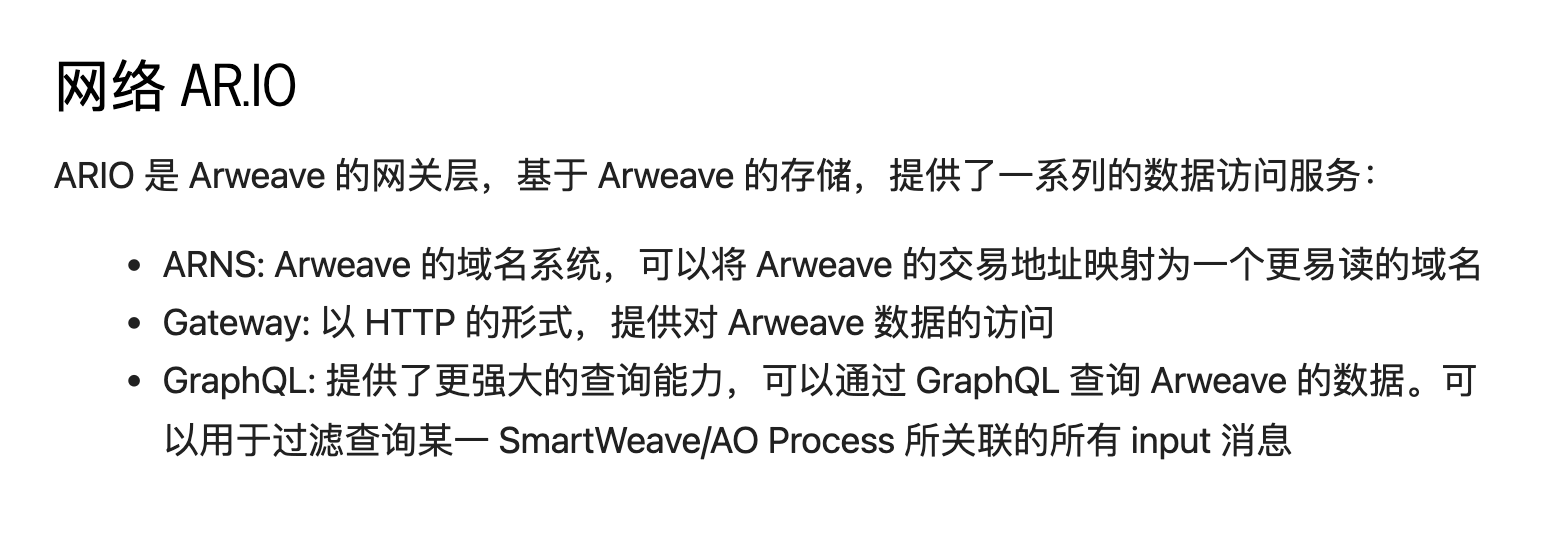 网络 AR.IO
ARIO 是 Arweave 的网关层，基于 Arweave 的存储，提供了一系列的数据访问服务：
• ARNS: Arweave 的域名系统，可以将 Arweave 的交易地址映射为一个更易读的域名
• Gateway: 以 HTTP 的形式，提供对 Arweave 数据的访问
• GraphQL: 提供了更强大的查询能力，可以通过 GraphQL 查询 Arweave 的数据。可
以用于过滤查询某一 SmartWeave/AO Process 所关联的所有 input 消息